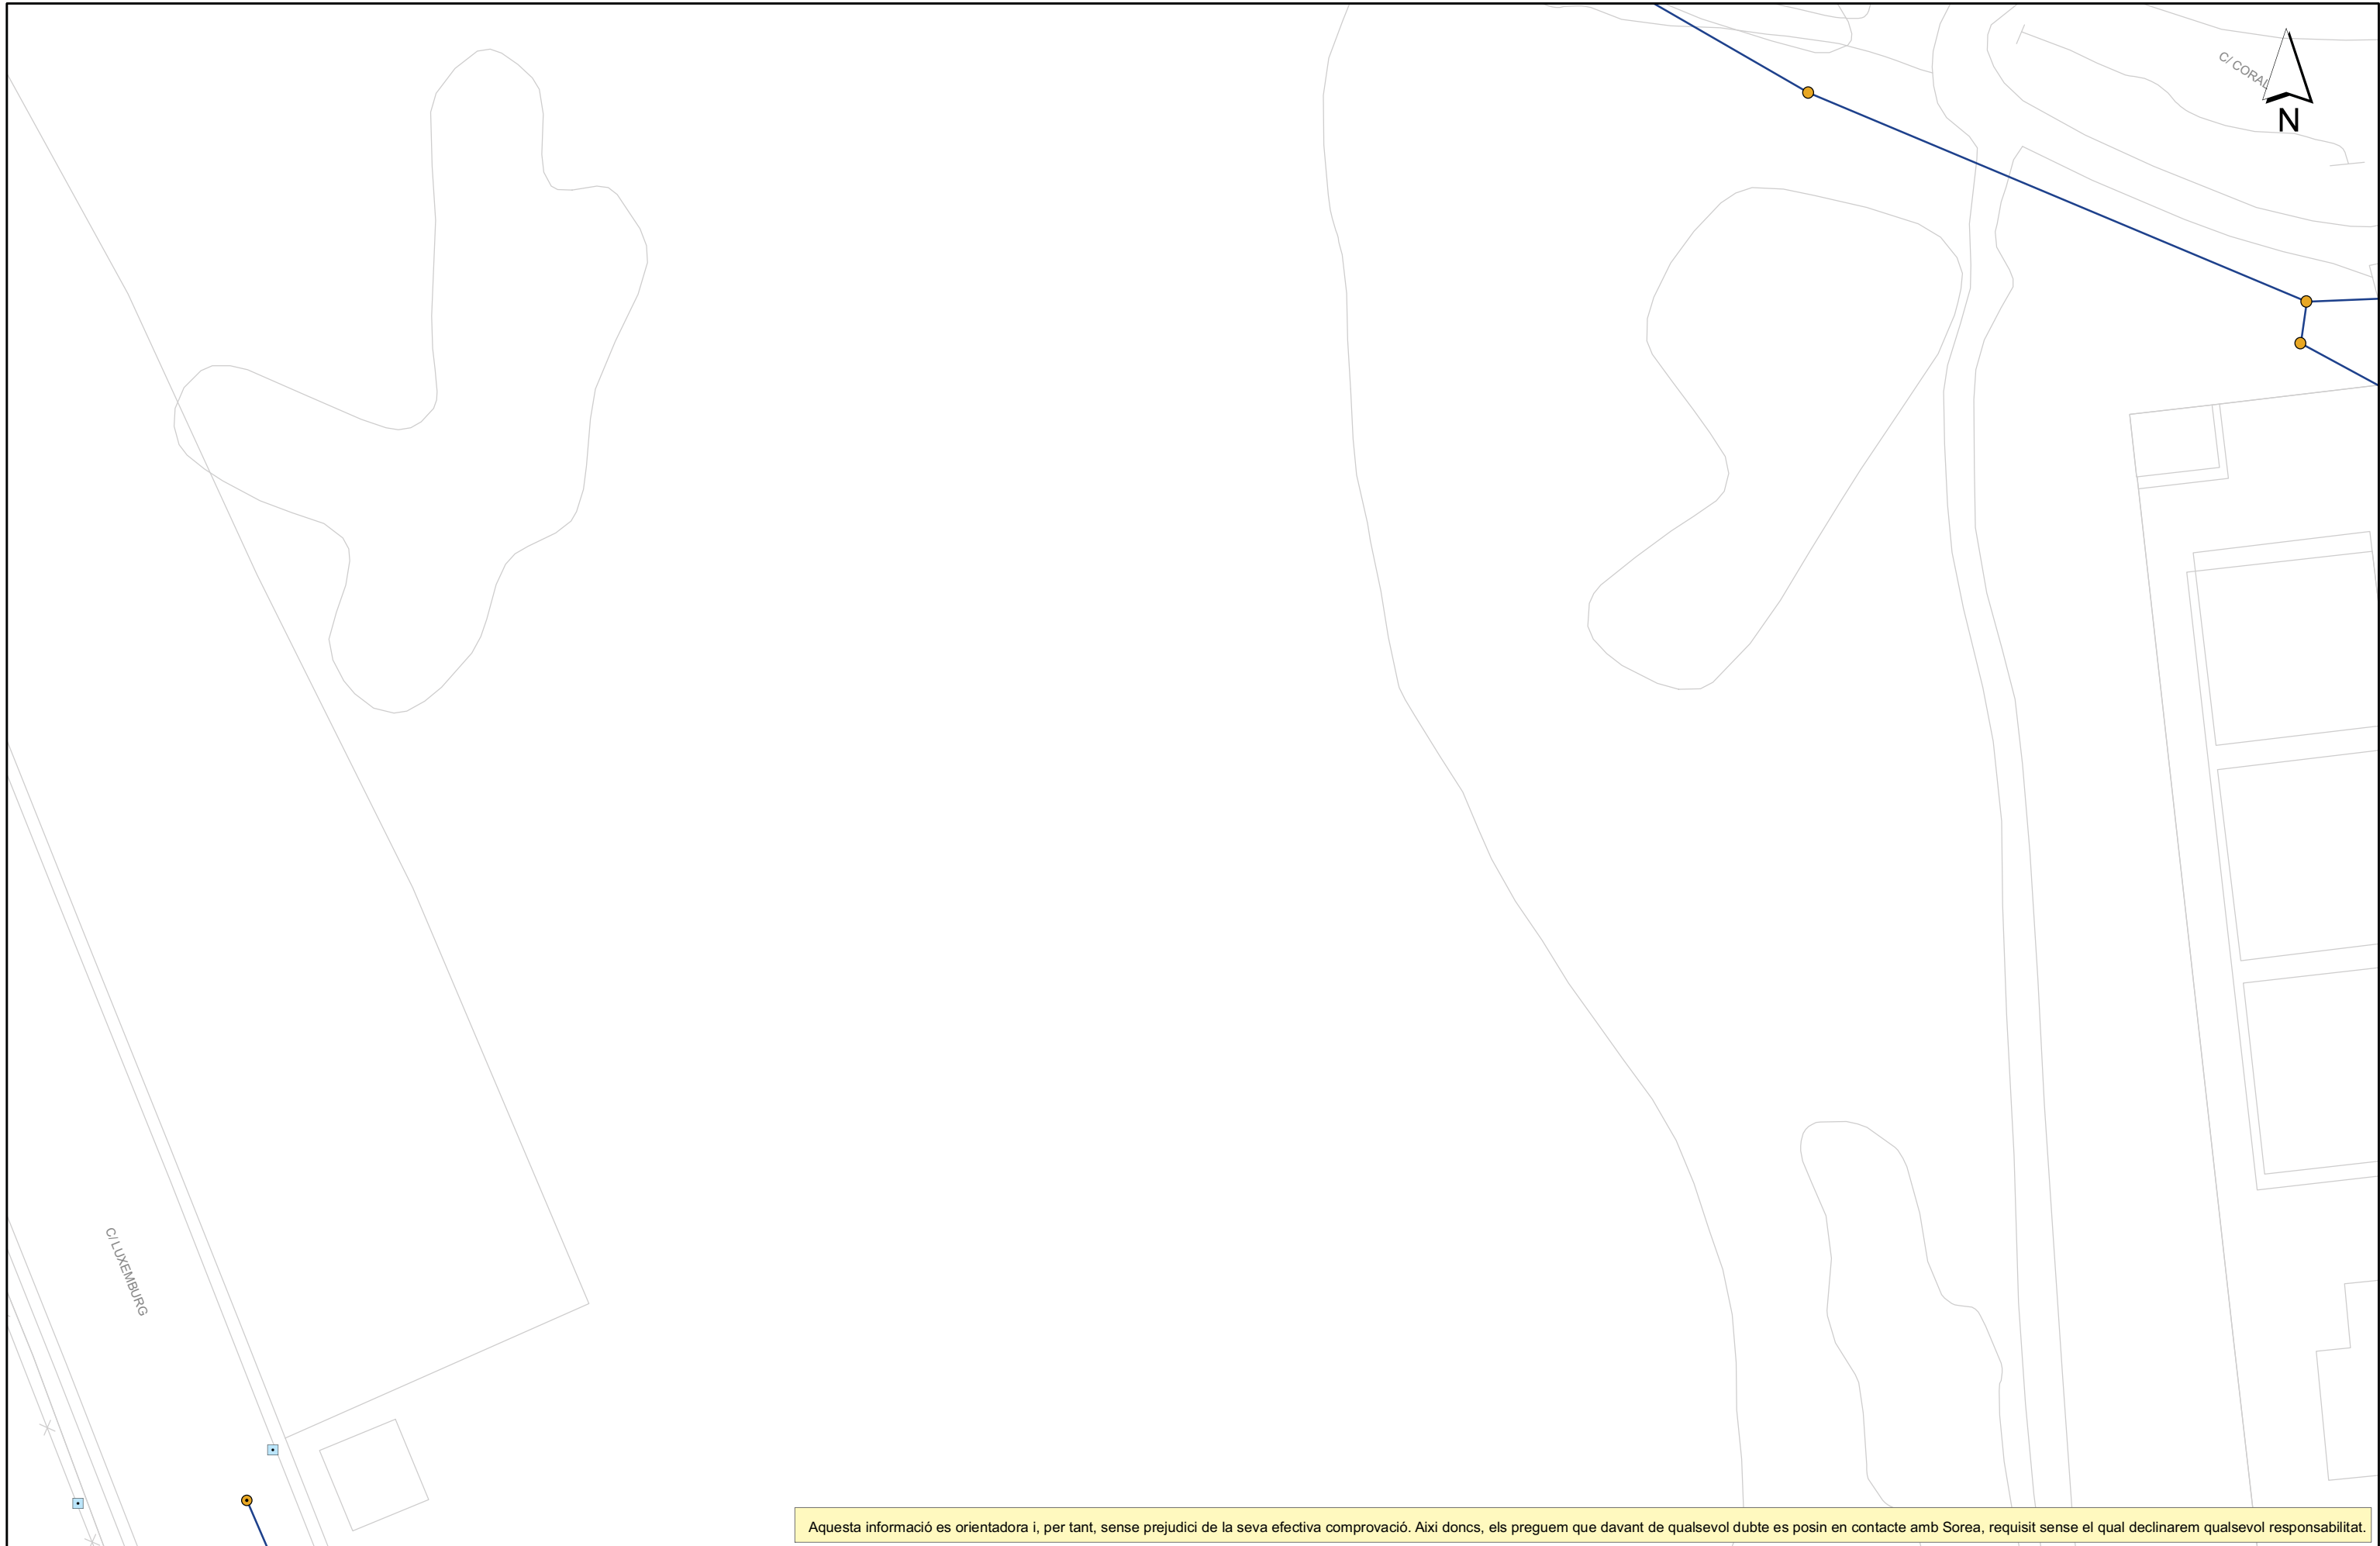 C/ CORAL
N
C/ LUXEMBURG
Aquesta informació es orientadora i, per tant, sense prejudici de la seva efectiva comprovació. Aixi doncs, els preguem que davant de qualsevol dubte es posin en contacte amb Sorea, requisit sense el qual declinarem qualsevol responsabilitat.